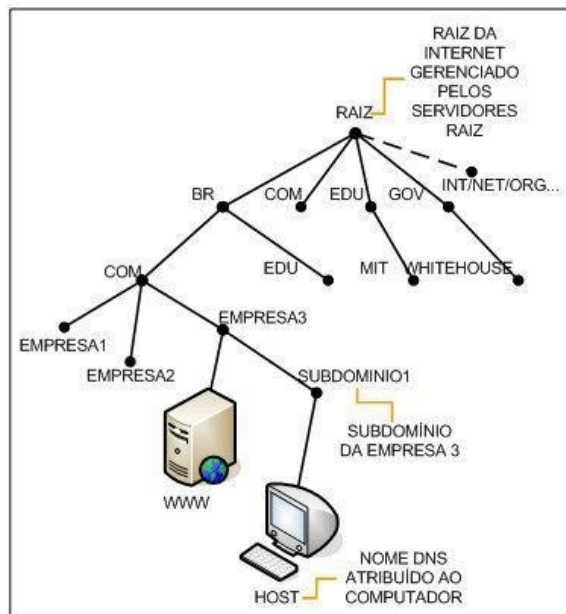 RAIZ DA
INTERNET
GERENCIADO
PELOS
SERVIDORES
RAIZ
RAIZ
INT/NET/ORG...
BR
COM
EDU
GOV
COM
EDU
MIT
WHITEHOUSE
EMPRESA1
EMPRESA2
EMPRESA3
SUBDOMINIO1
SUBDOMÍNIO
DA EMPRESA 3
WWW
NOME DNS
ATRIBUÍDO AO
COMPUTADOR
HOST